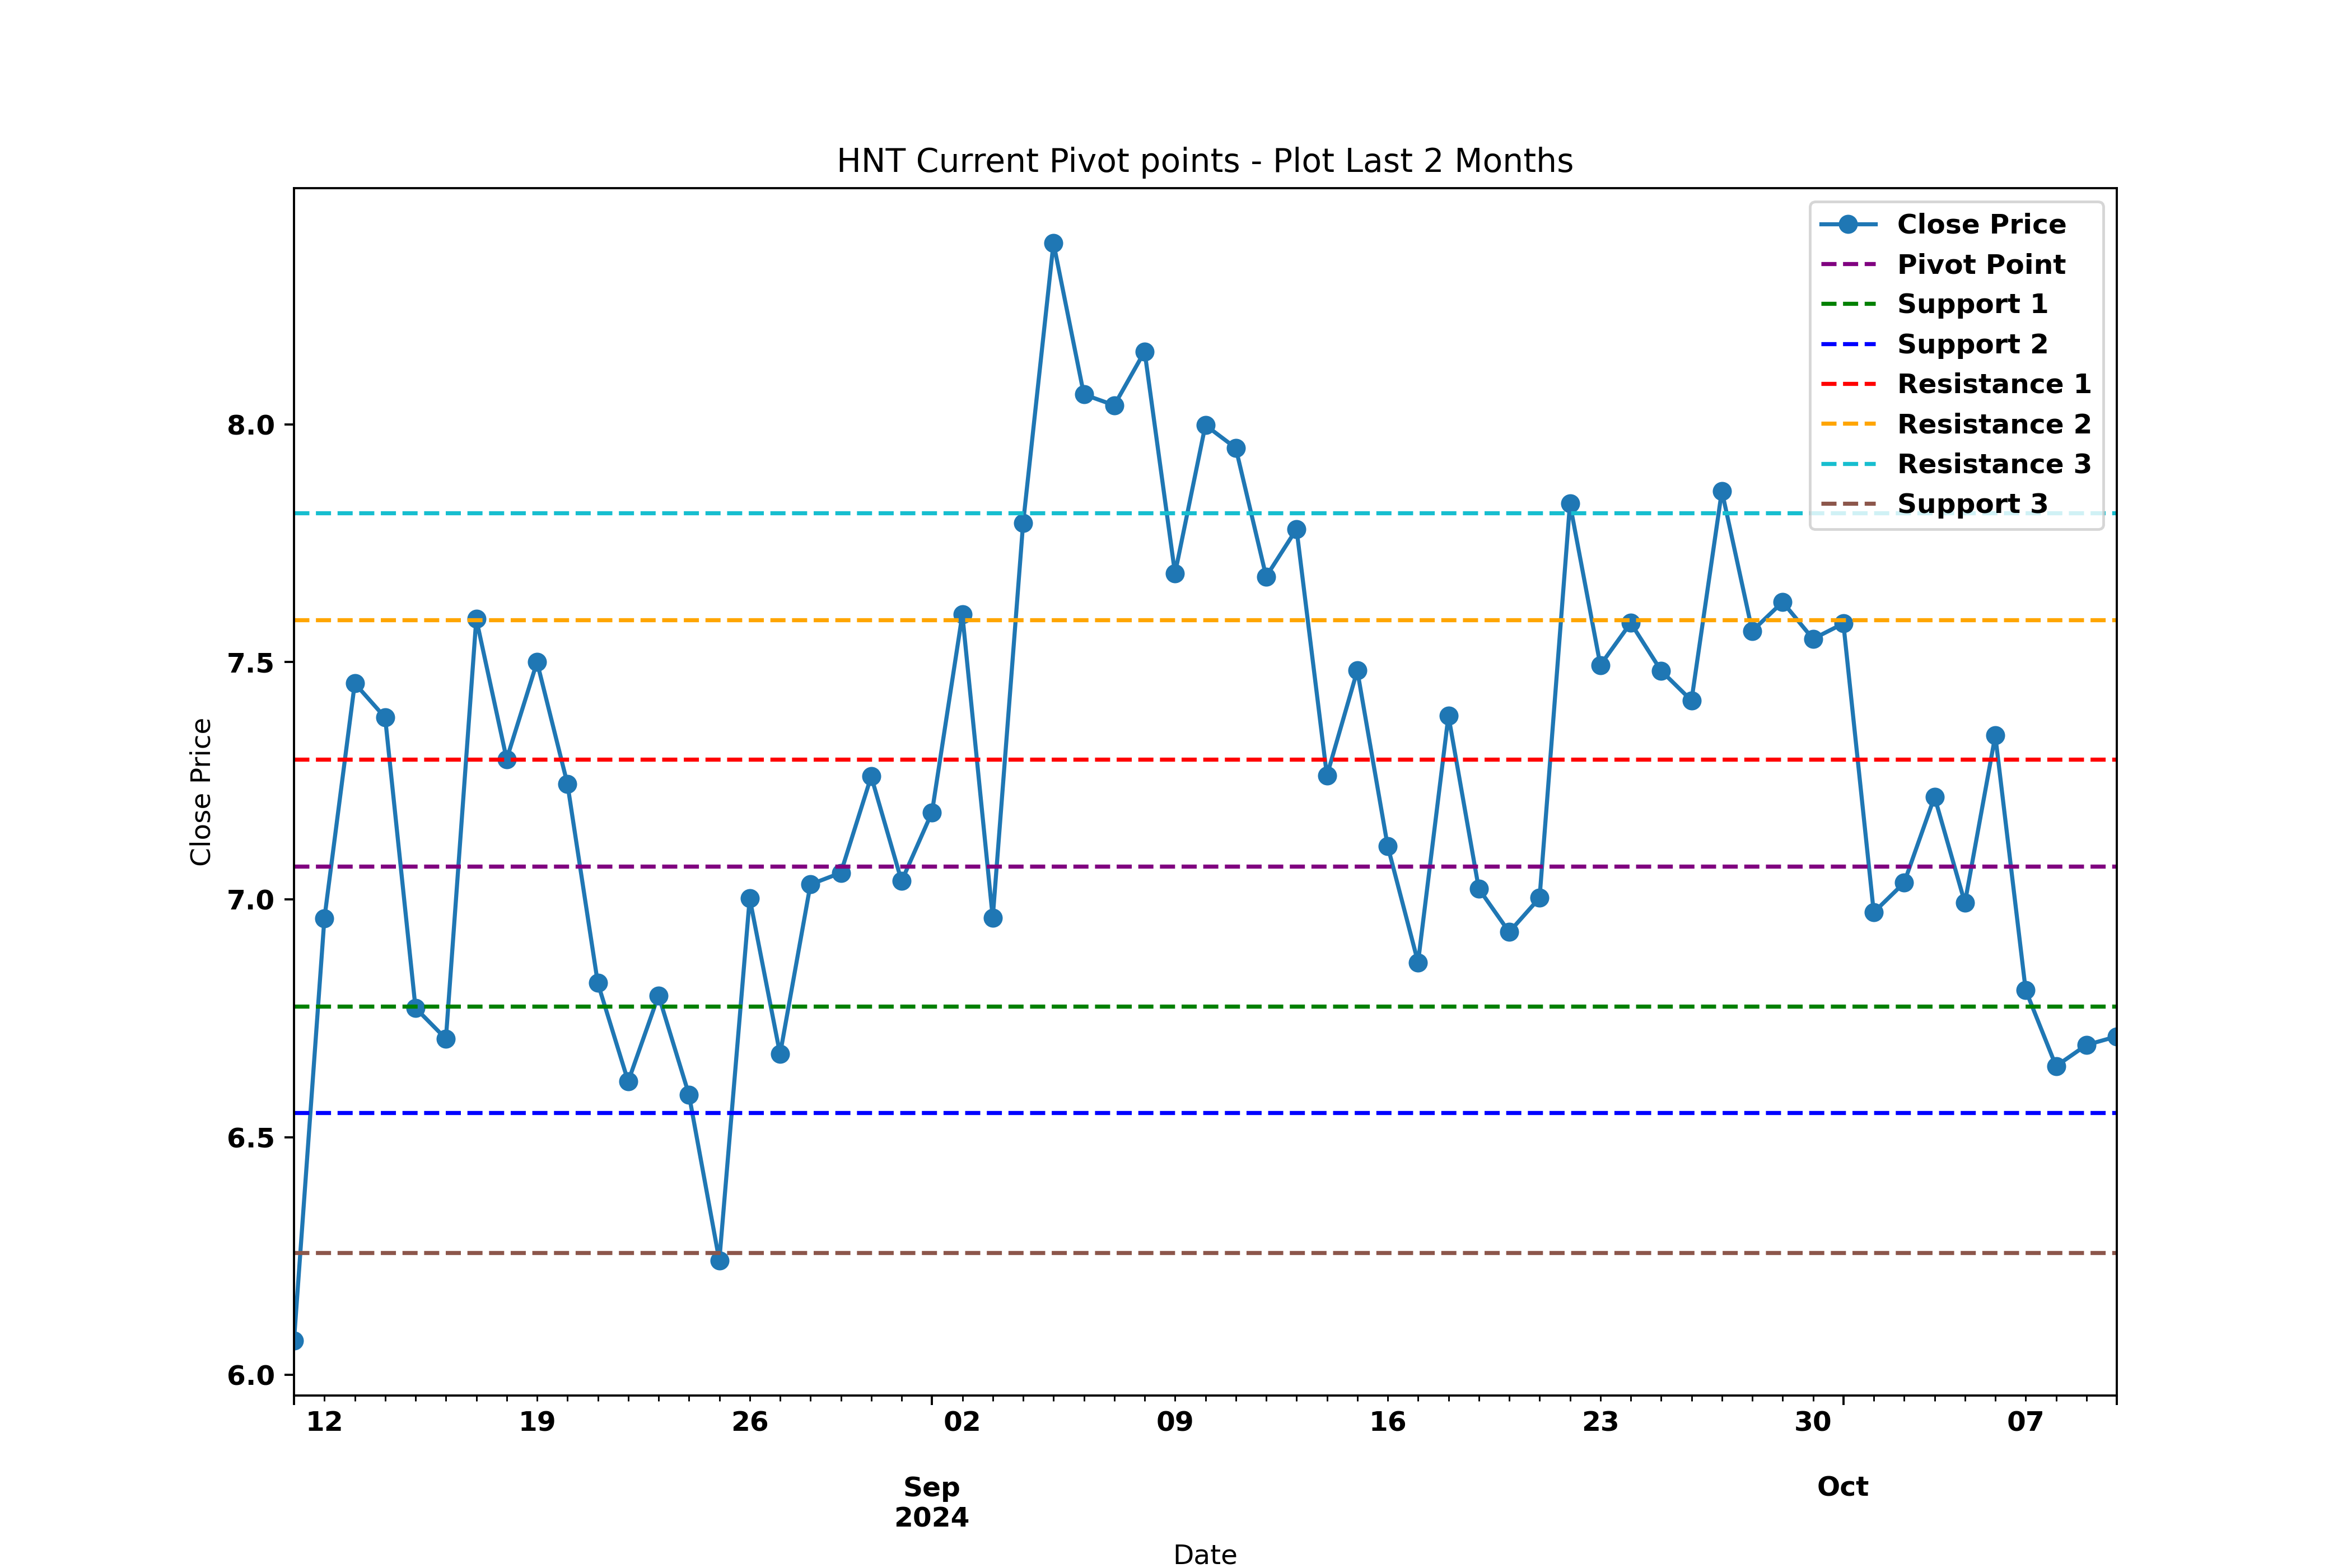 HNT Current Pivot points - Plot Last 2 Months
Close Price
Pivot Point
Support 1
Support 2
Resistance 1
Resistance 2
Resistance 3
Support 3
Close Price
8.0
7.5
7.0
6.5
6.0
12 19 26 02 09 16 23 30 07
Sep Oct
2024
Date